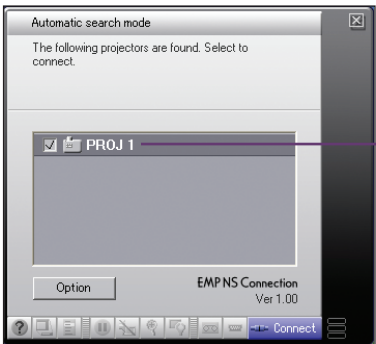 Automatic search mode
The following projectors are found. Select to
connect.
PROJ 1
Option
EMP NS Connection
Ver 1.00
Connect